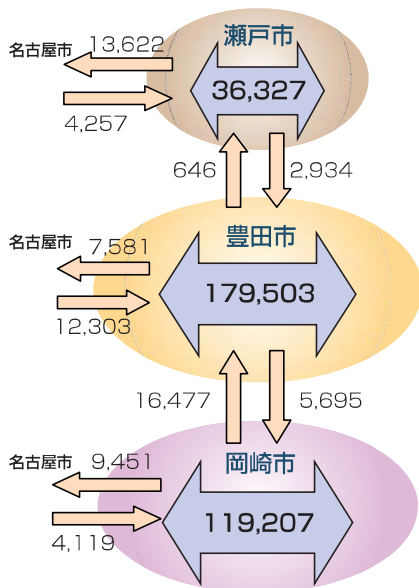 瀬戸市
名古屋市
13,622
36,327
4,257
646
2,934
豊田市
名古屋市
7,581
179,503
12,303
16,477
5,695
岡崎市
名古屋市
9,451
119,207
4,119